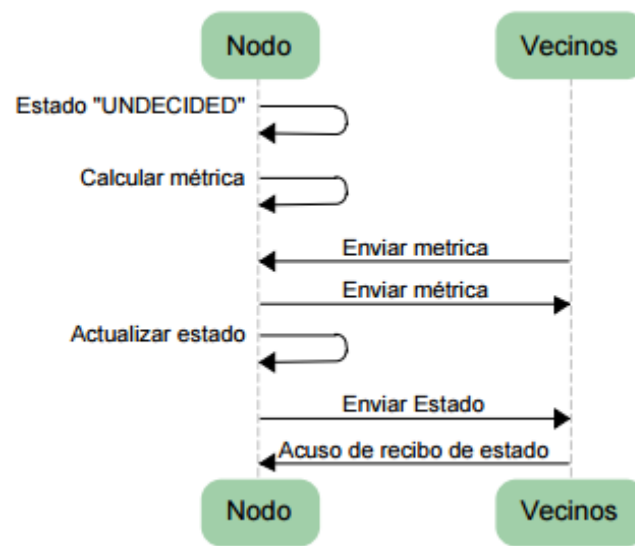 Nodo
Vecinos
Estado "UNDECIDED"
Calcular métrica
Enviar metrica
Enviar métrica
Actualizar estado
Enviar Estado
Acuso de recibo de estado
Nodo
Vecinos